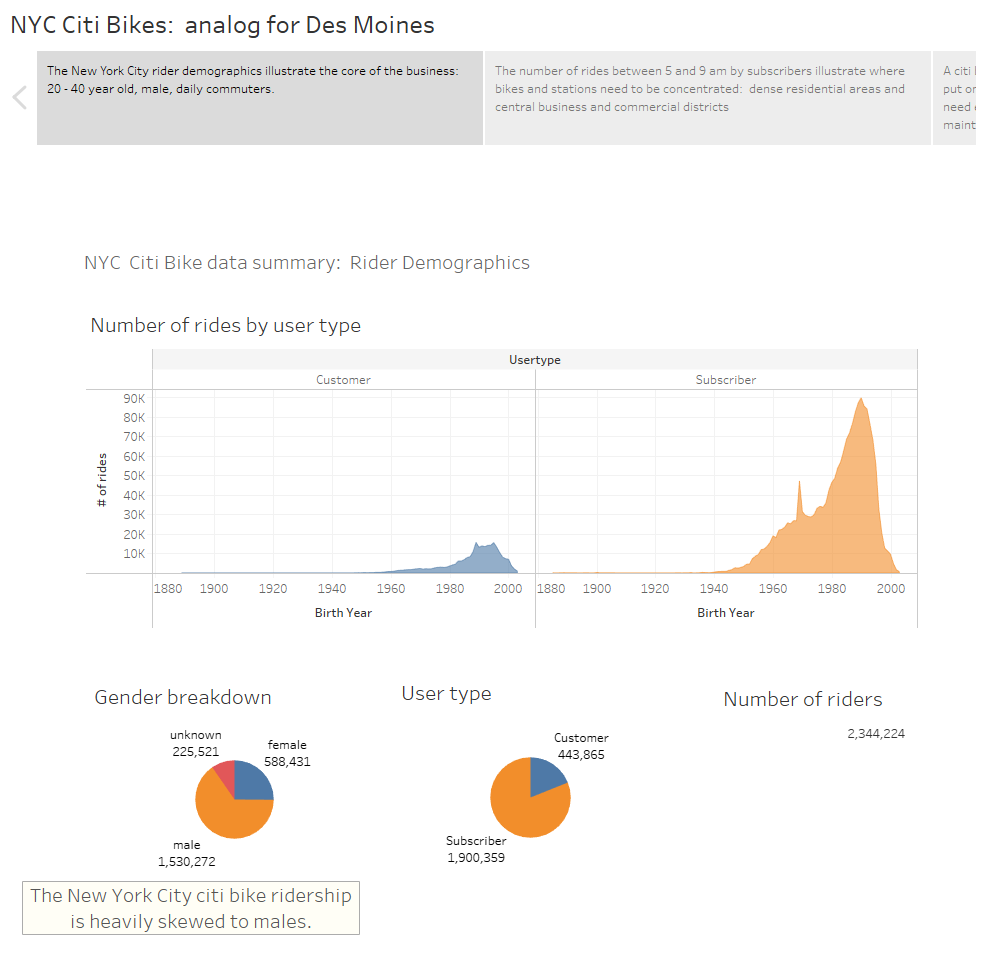 NYC Citi Bikes:  analog for Des Moines
The New York City rider demographics illustrate the core of the business:
20 - 40 year old, male, daily commuters.
The number of rides between 5 and 9 am by subscribers illustrate where
bikes and stations need to be concentrated:  dense residential areas and
central business and commercial districts
A citi
put or
need
maint
NYC  Citi Bike data summary:  Rider Demographics
Number of rides by user type
Usertype
Customer
Subscriber
90K
80K
70K
60K
50K
40K
30K
20K
10K
# of rides
1880 1900 1920 1940 1960 1980 2000 1880 1900 1920 1940 1960 1980 2000
Birth Year
Birth Year
Gender breakdown
unknown
225,521
female
588,431
male
1,530,272
User type
Customer
443,865
Subscriber
1,900,359
Number of riders
2,344,224
The New York City citi bike ridership
is heavily skewed to males.